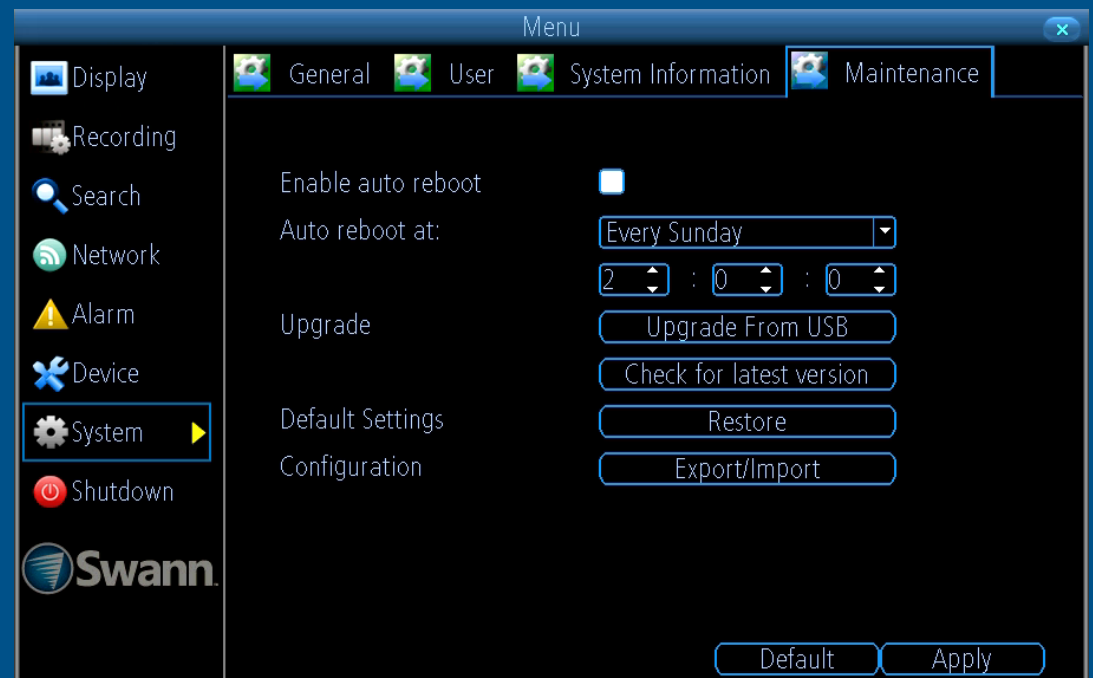 Menu
Display
Recording
Search
Network
Alarm
Device
System
Shutdown
Swann.
General User System Information Maintenance
Enable auto reboot
Auto reboot at: Every Sunday
2 : 0 : 0
Upgrade Upgrade From USB
Check for latest version
Default Settings Restore
Configuration Export/Import
Default Apply